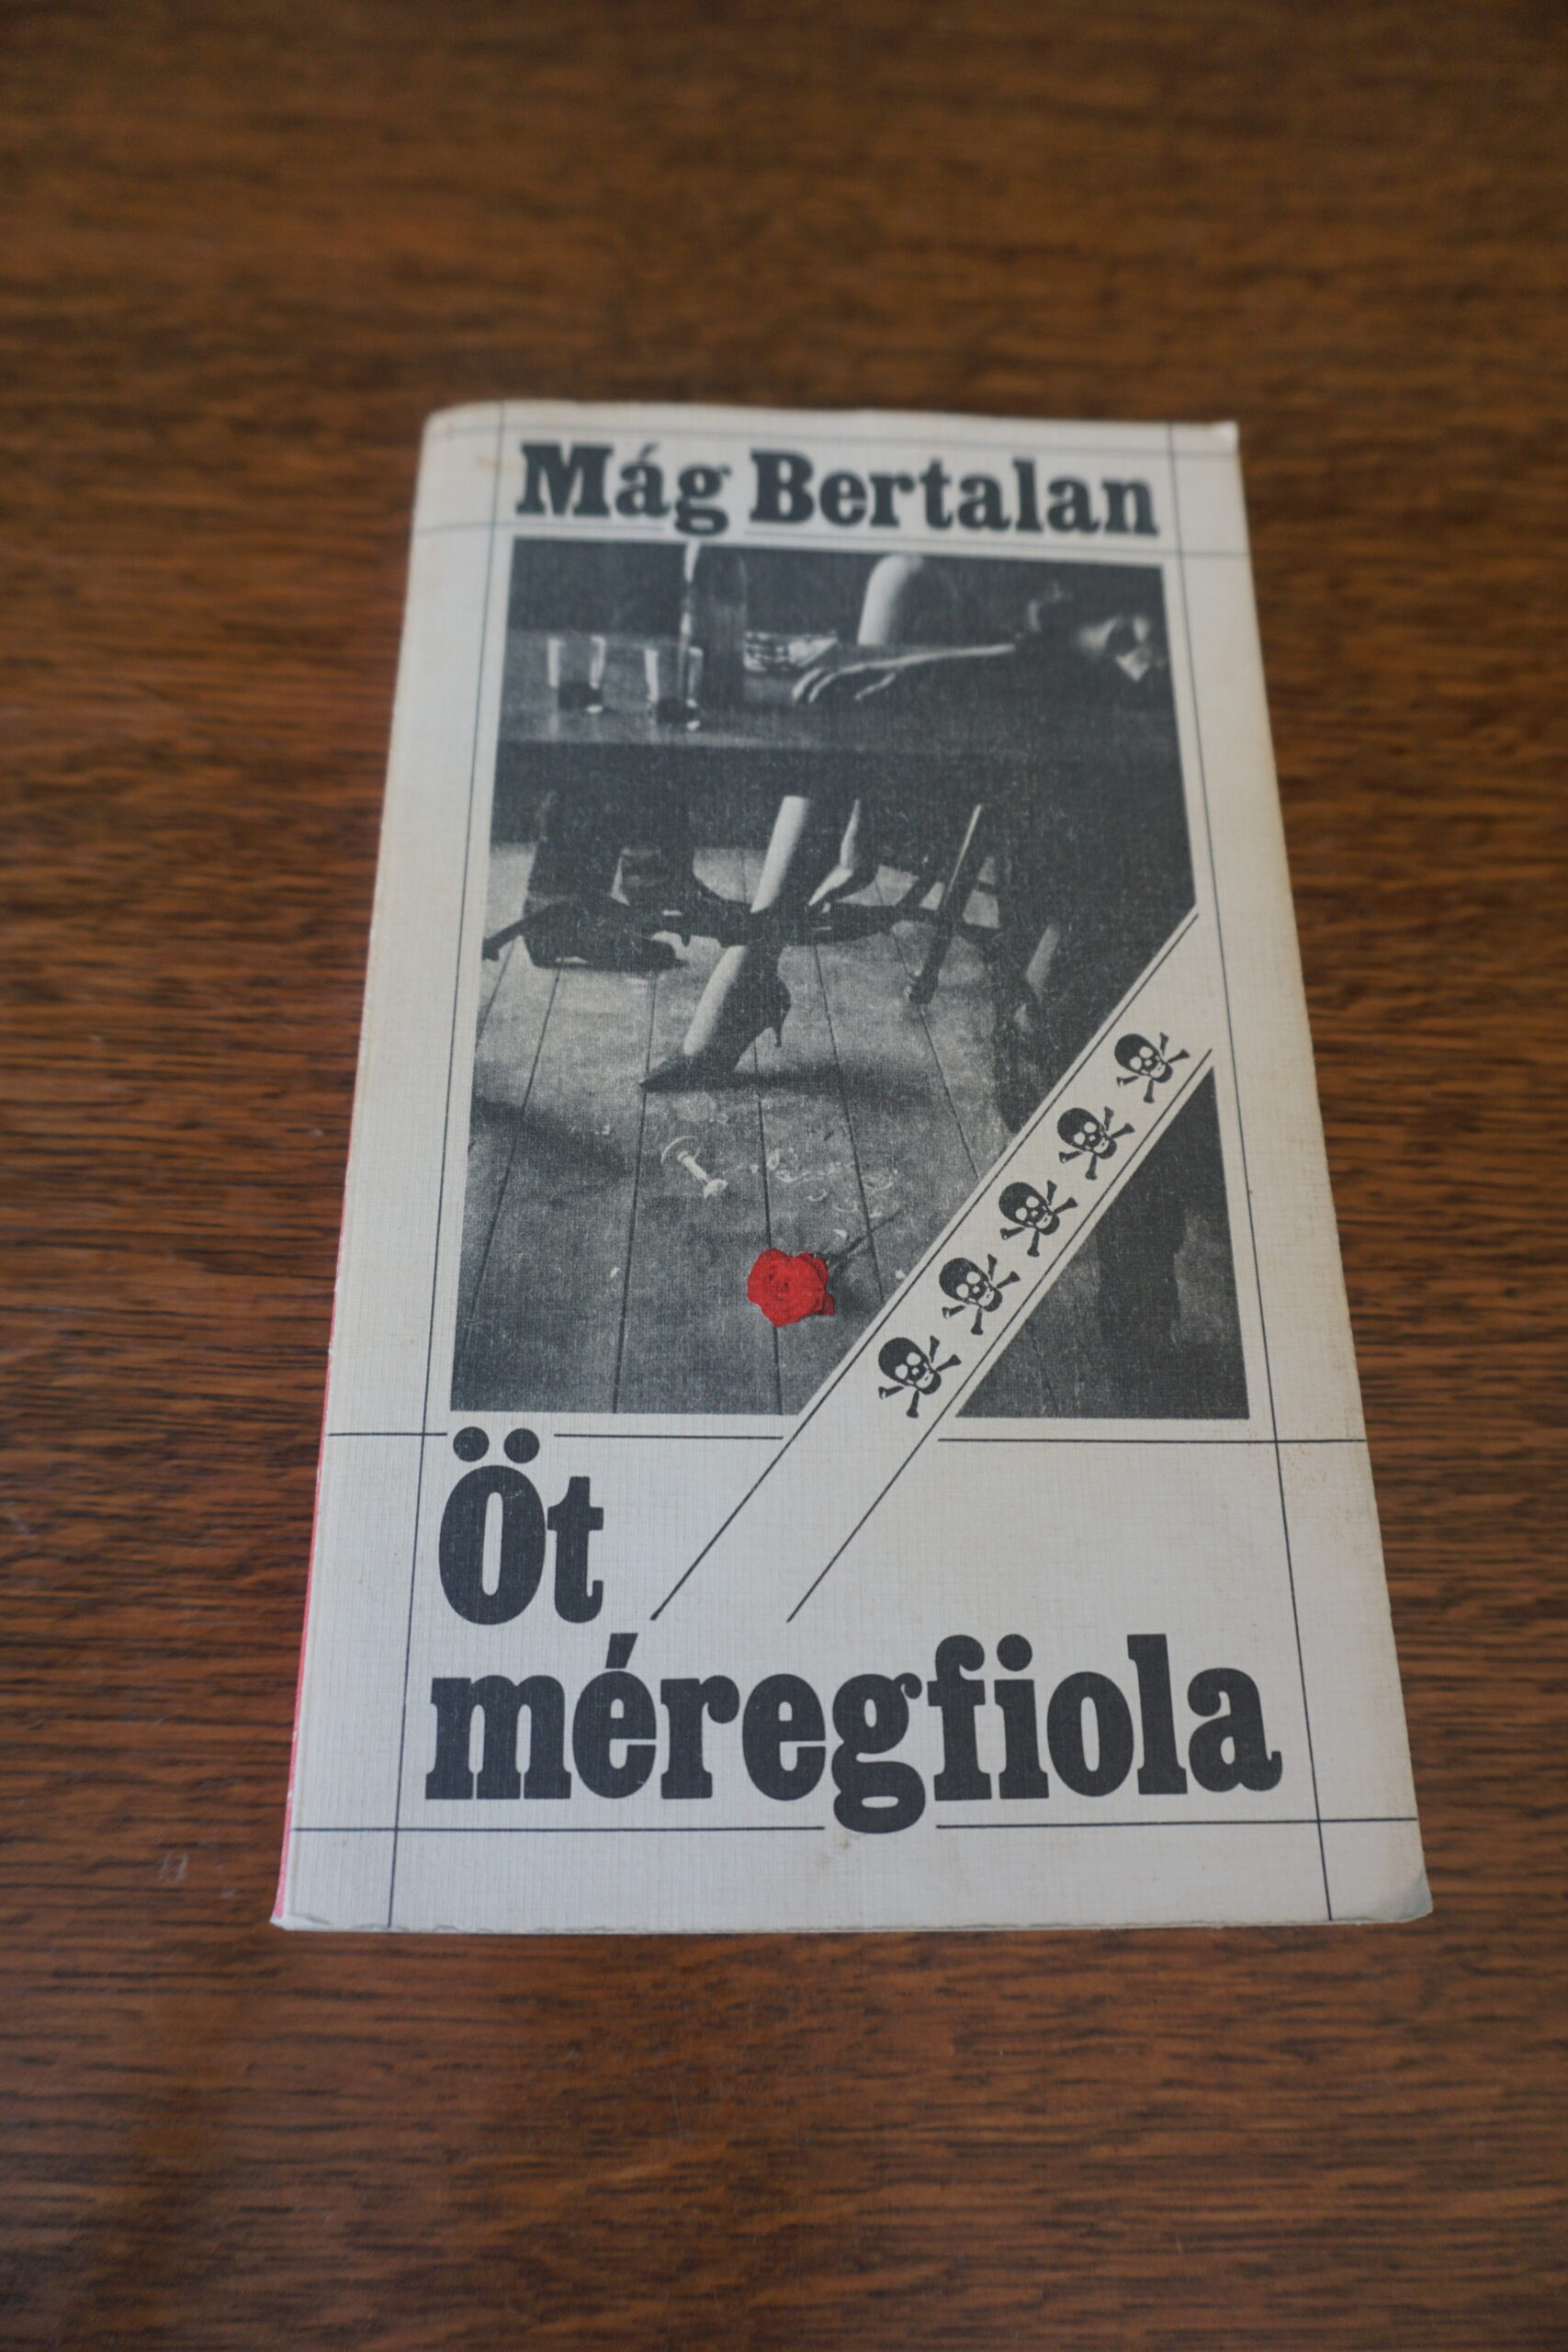 Mág Bertalan
Öt
méregfiola